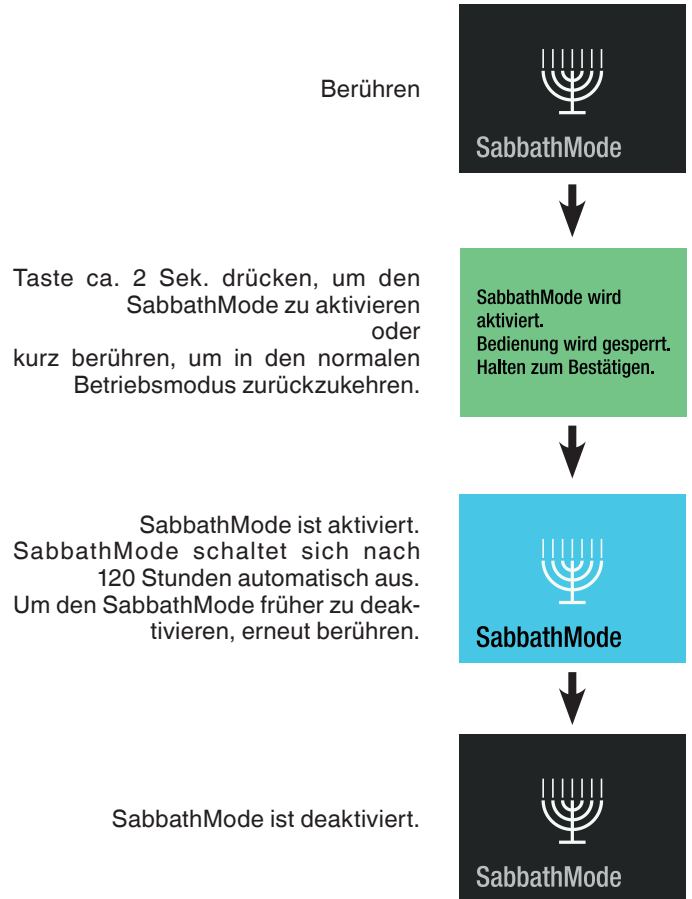 Berühren
SabbathMode
Taste ca. 2 Sek. drücken, um den
SabbathMode zu aktivieren
oder
kurz berühren, um in den normalen
Betriebsmodus zurückzukehren.
SabbathMode wird
aktiviert.
Bedienung wird gesperrt.
Halten zum Bestätigen.
SabbathMode ist aktiviert.
SabbathMode schaltet sich nach
120 Stunden automatisch aus.
Um den SabbathMode früher zu deak-
tivieren, erneut berühren.
SabbathMode
SabbathMode ist deaktiviert.
SabbathMode